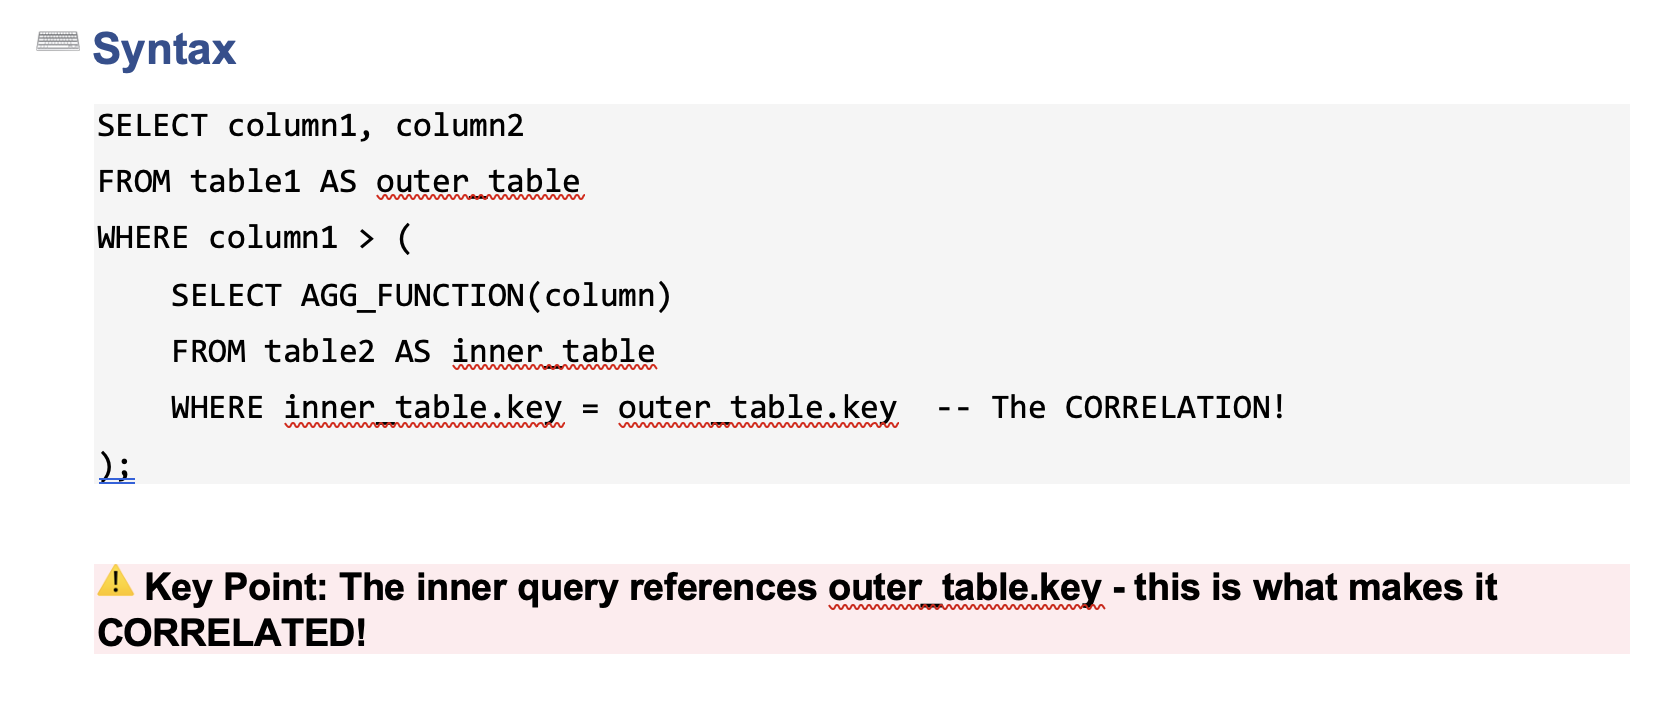 Syntax
SELECT column1, column2
FROM table1 AS outer_table
WHERE column1 > (
    SELECT AGG_FUNCTION(column)
    FROM table2 AS inner_table
    WHERE inner_table.key = outer_table.key  -- The CORRELATION!
);
⚠️ Key Point: The inner query references outer_table.key - this is what makes it
CORRELATED!